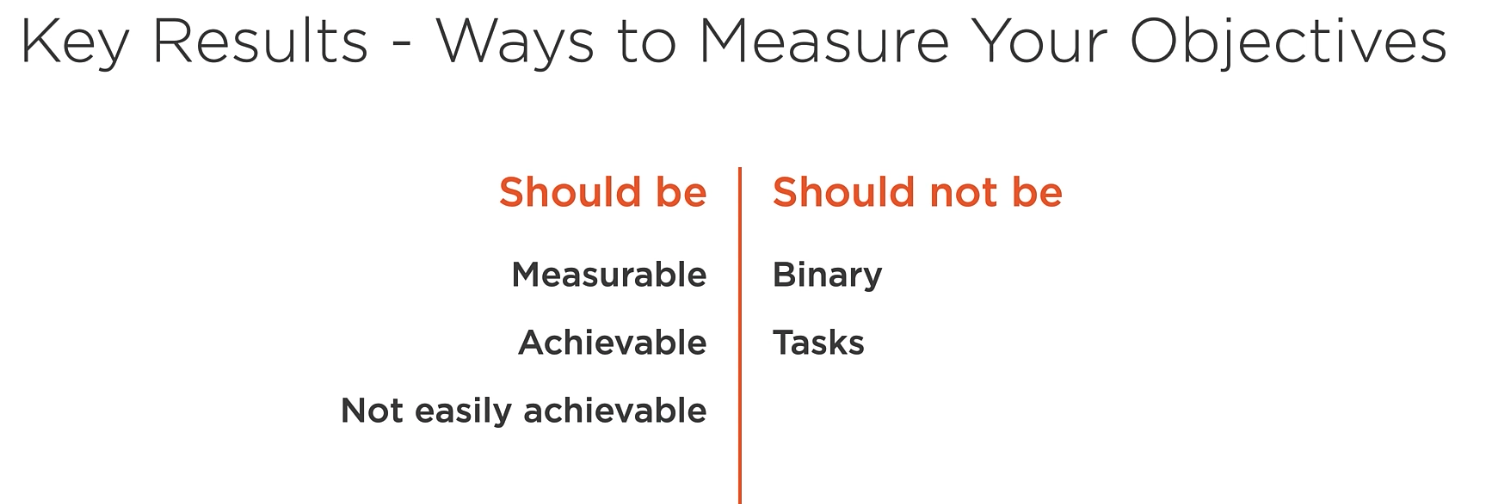 Key Results - Ways to Measure Your Objectives
Should be
Measurable
Achievable
Not easily achievable
Should not be
Binary
Tasks